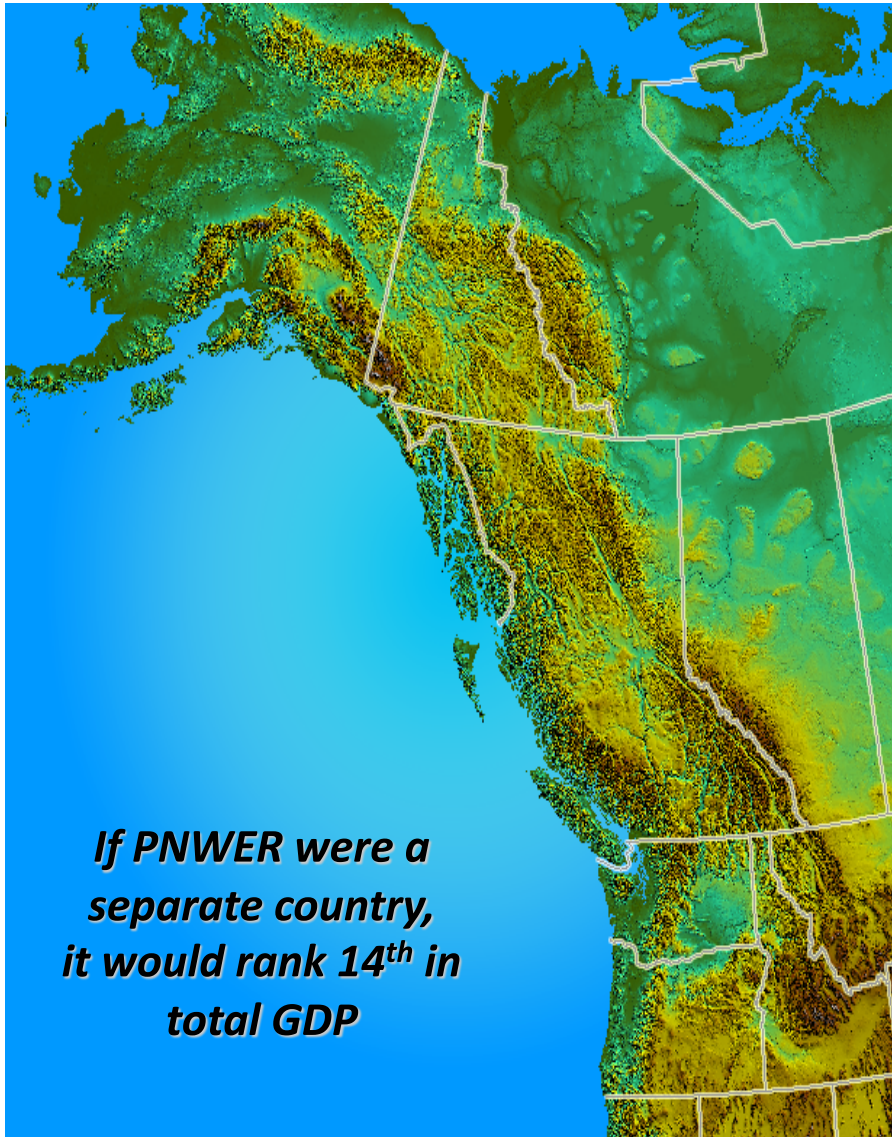 If PNWER were a
separate country,
it would rank 14th in
total GDP